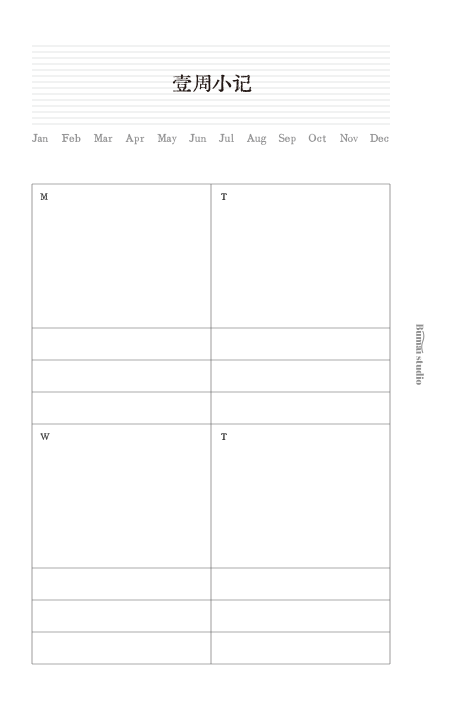 壹周小记
Jan Feb Mar Apr May Jun Jul Aug Sep Oct Nov Dec
M T
W T
Bumai studio